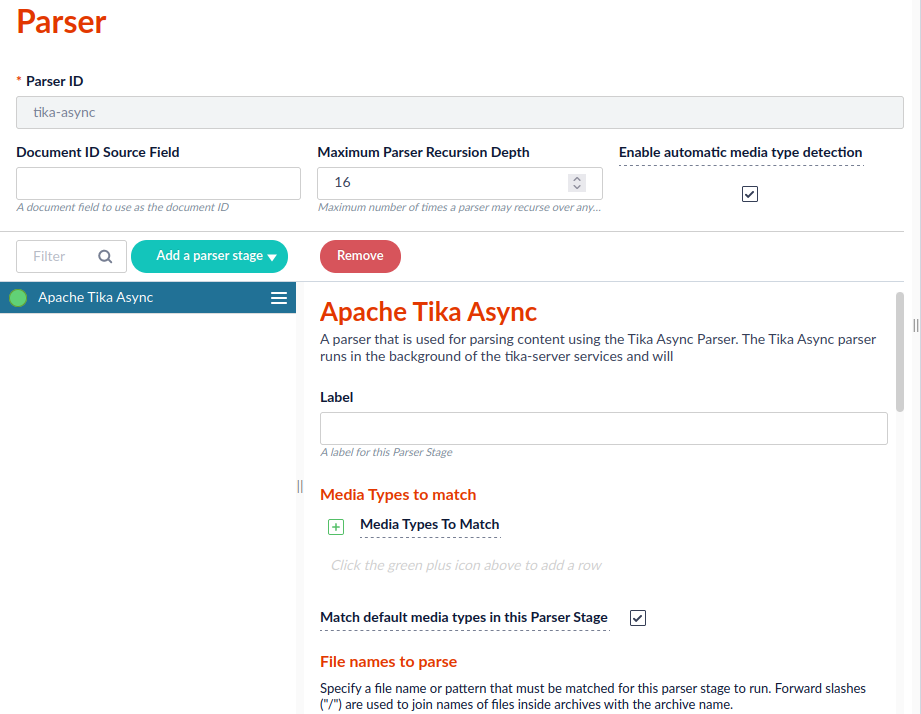 Parser
* Parser ID
tika-async
Document ID Source Field
Maximum Parser Recursion Depth
Enable automatic media type detection
16
A document field to use as the document ID
Maximum number of times a parser may recurse over any...
Filter
Add a parser stage
Remove
Apache Tika Async
Apache Tika Async
A parser that is used for parsing content using the Tika Async Parser. The Tika Async parser
runs in the background of the tika-server services and will
Label
A label for this Parser Stage
Media Types to match
Media Types To Match
Click the green plus icon above to add a row
Match default media types in this Parser Stage
File names to parse
Specify a file name or pattern that must be matched for this parser stage to run. Forward slashes
("/") are used to join names of files inside archives with the archive name.